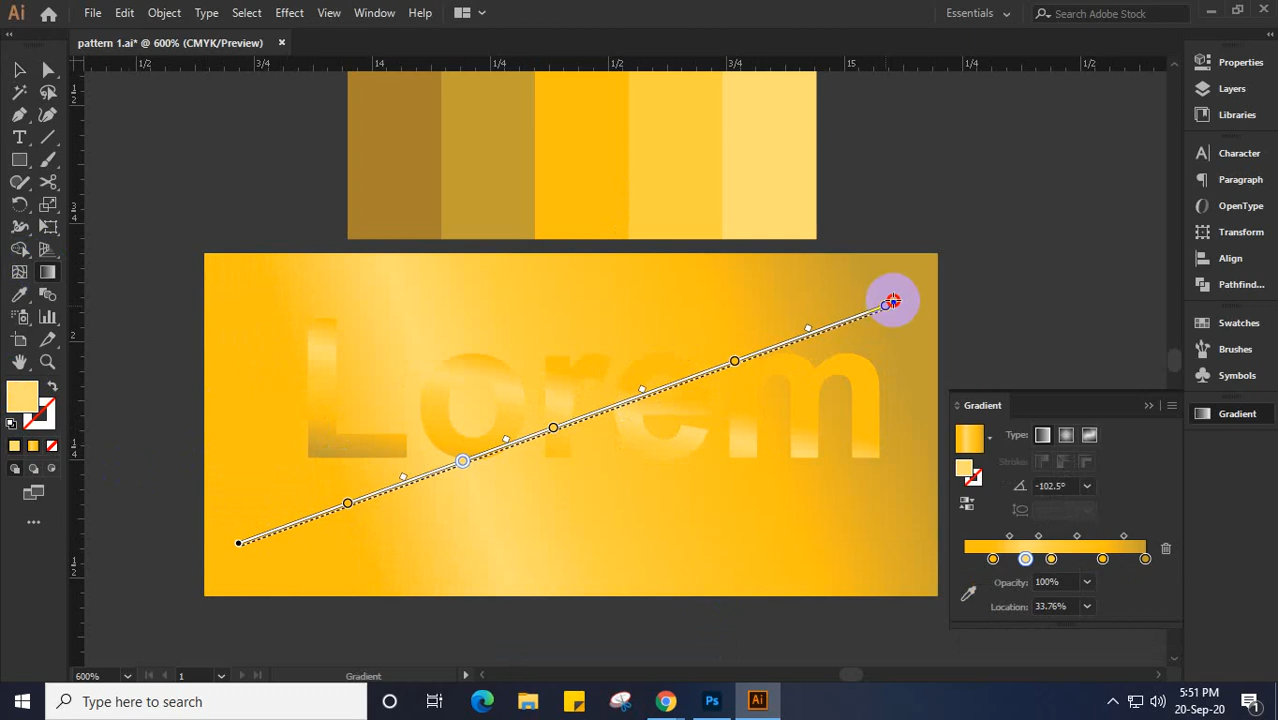 Ai File Edit Object Type Select Effect View Window Help Essentials Search Adobe Stock
pattern 1.ai* @ 600% (CMYK/Preview)
1/2 3/4 14 1/4 1/2 3/4 15 1/4 1/2
Properties
Layers
Libraries
Character
Paragraph
OpenType
Transform
Align
Pathfind...
Swatches
Brushes
Symbols
Gradient
Lorem
Gradient
Type:
Stroke:
-102.5°
Opacity: 100%
Location: 33.76%
600% 1 Gradient
Type here to search
Ps
Ai
5:51 PM
20-Sep-20
1